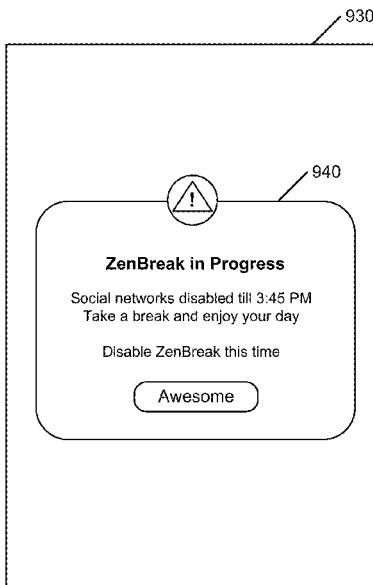 930
940
!
ZenBreak in Progress
Social networks disabled till 3:45 PM
Take a break and enjoy your day
Disable ZenBreak this time
Awesome